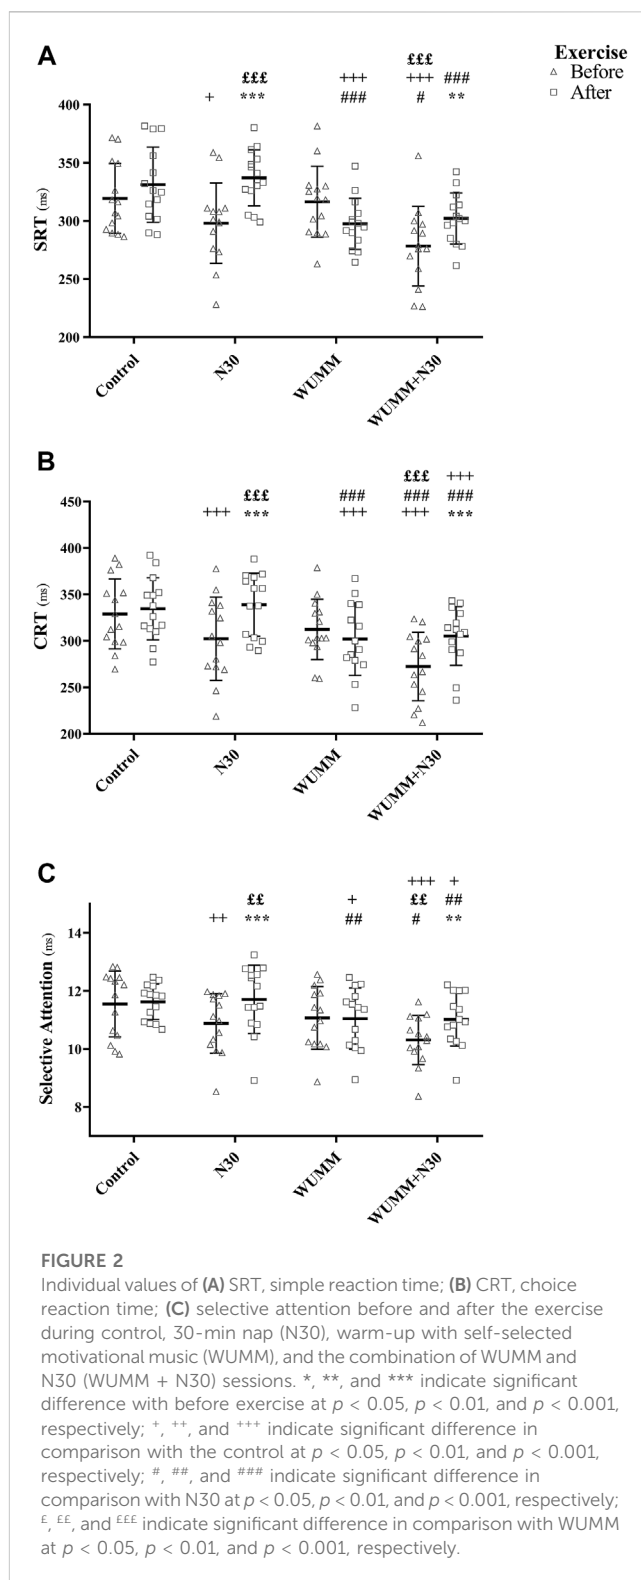 A
Exercise
△ Before
□ After
£££
£££ +++ +++ ###
+ *** ### # **
400
350
300
250
200
SRT (ms)
Control
N30
WUMM
WUMM+N30
B
£££ +++
£££ ### ### ###
+++ *** +++ +++ ***
450
400
350
300
250
200
CRT (ms)
Control
N30
WUMM
WUMM+N30
C
+++ +
££ + ££ ##
++ *** ## # **
14
12
10
8
Selective Attention (ms)
Control
N30
WUMM
WUMM+N30
FIGURE 2
Individual values of (A) SRT, simple reaction time; (B) CRT, choice
reaction time; (C) selective attention before and after the exercise
during control, 30-min nap (N30), warm-up with self-selected
motivational music (WUMM), and the combination of WUMM and
N30 (WUMM + N30) sessions. *, **, and *** indicate significant
difference with before exercise at p < 0.05, p < 0.01, and p < 0.001,
respectively; +, ++, and +++ indicate significant difference in
comparison with the control at p < 0.05, p < 0.01, and p < 0.001,
respectively; #, ##, and ### indicate significant difference in
comparison with N30 at p < 0.05, p < 0.01, and p < 0.001, respectively;
£, ££, and £££ indicate significant difference in comparison with WUMM
at p < 0.05, p < 0.01, and p < 0.001, respectively.